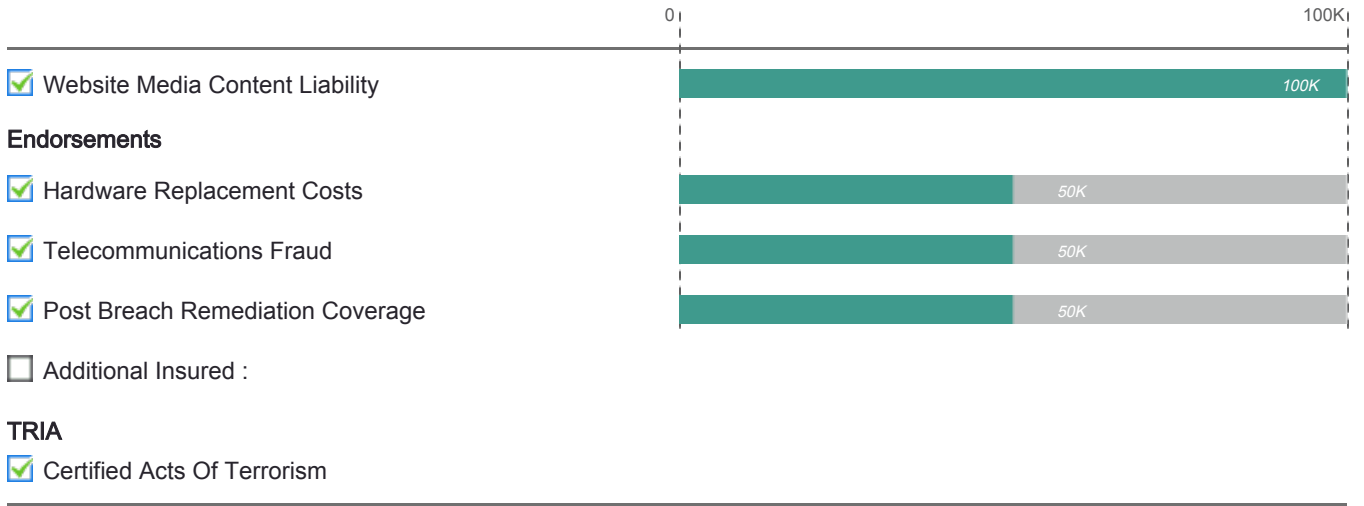 0 100K
Website Media Content Liability 100K
Endorsements
Hardware Replacement Costs 50K
Telecommunications Fraud 50K
Post Breach Remediation Coverage 50K
Additional Insured :
TRIA
Certified Acts Of Terrorism